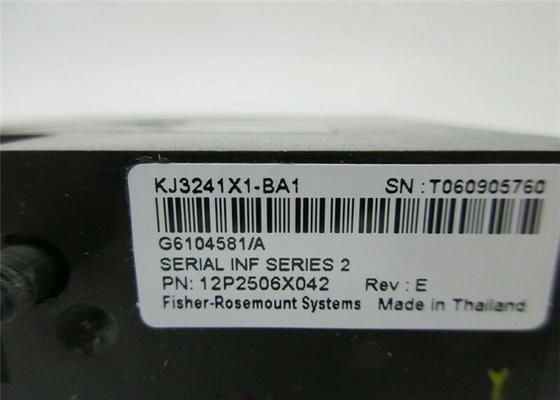 KJ3241X1-BA1 SN : T060905760
G6104581/A
SERIAL INF SERIES 2
PN: 12P2506X042 Rev : E
Fisher-Rosemount Systems Made in Thailand
Y